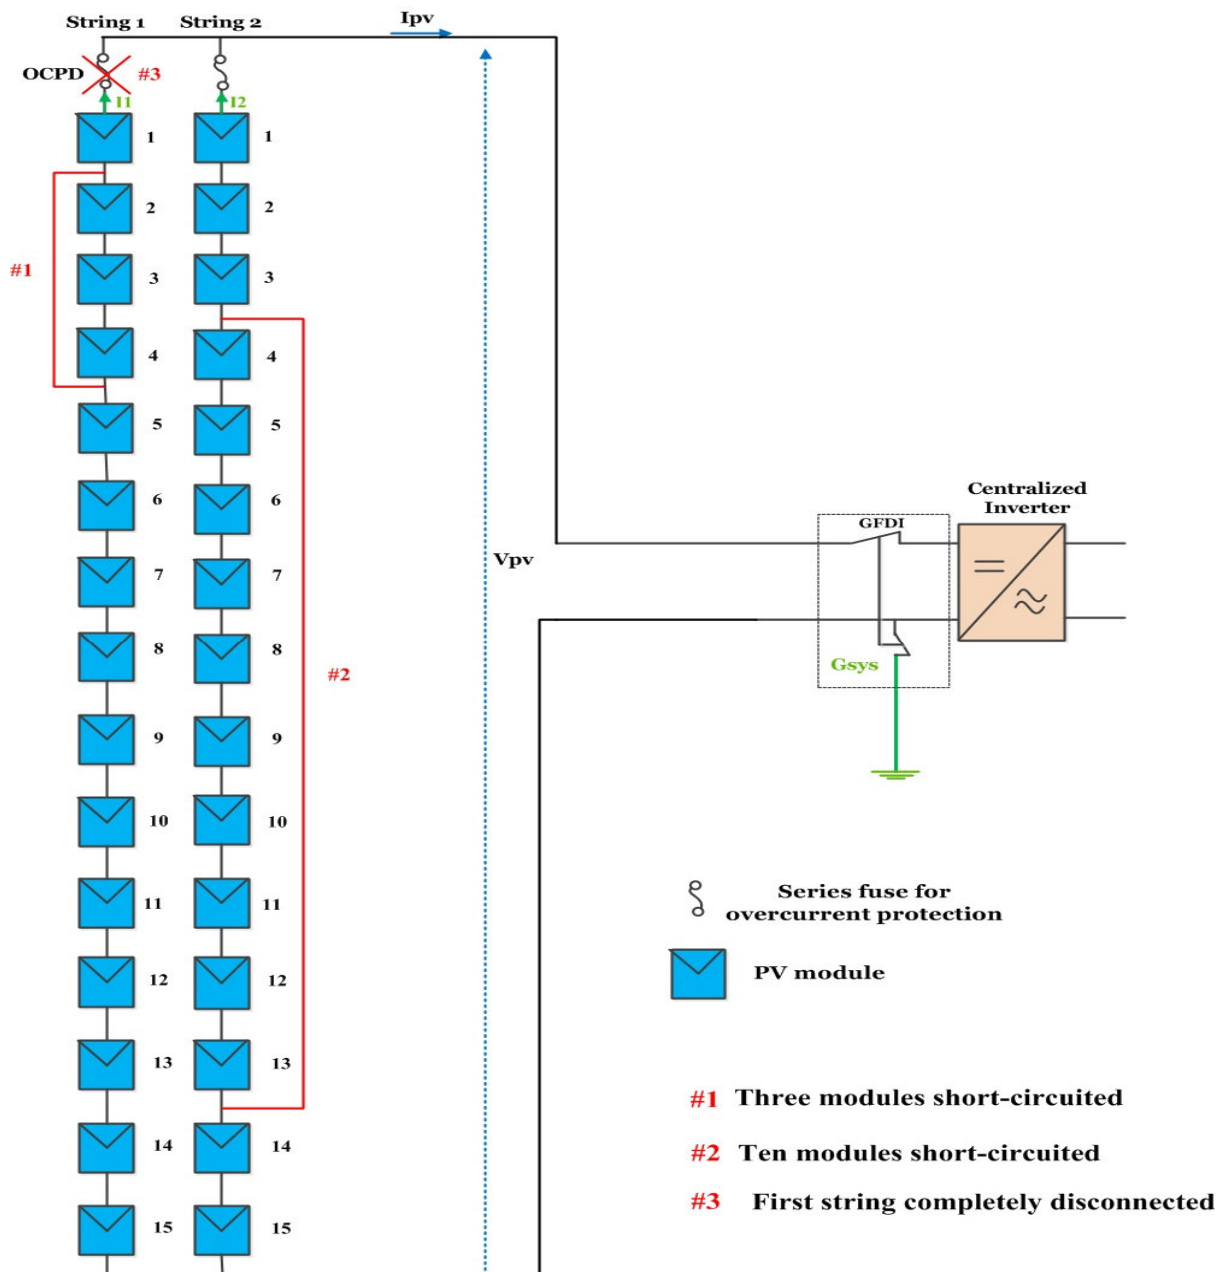 String 1 String 2
Ipv
OCPD
#3
I1
I2
1 1
2 2
#1
3 3
4 4
5 5
6 6
7 7
8 8
#2
9 9
10 10
11 11
12 12
13 13
14 14
15 15
Vpv
Centralized
Inverter
GFDI
Gsys
Series fuse for
overcurrent protection
PV module
#1 Three modules short-circuited
#2 Ten modules short-circuited
#3 First string completely disconnected